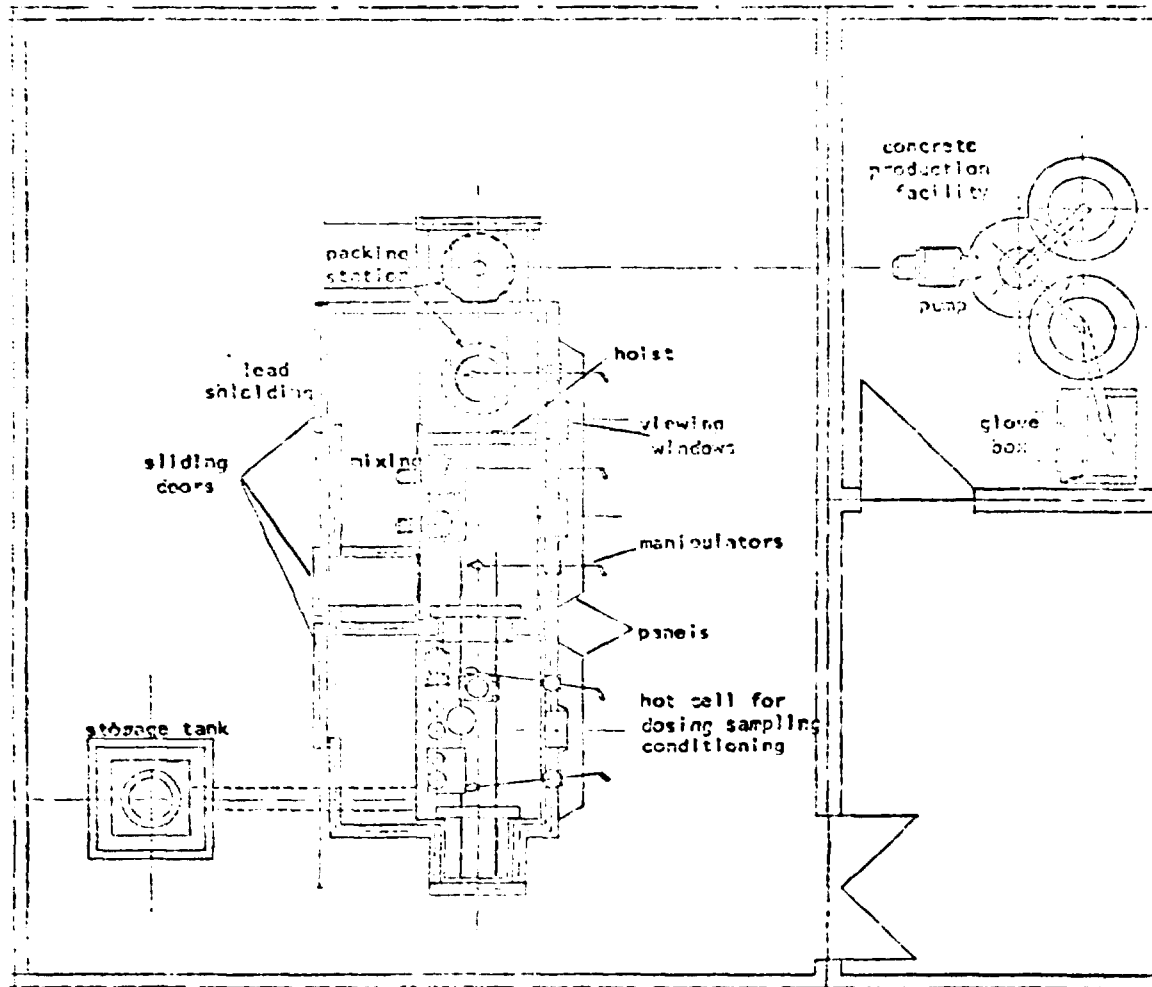 concrete
production
facility
packing
station
pump
hoist
lead
shielding
viewing
windows
glove
box
sliding
doors
mixing
manipulators
panels
hot cell for
dosing sampling
conditioning
storage tank